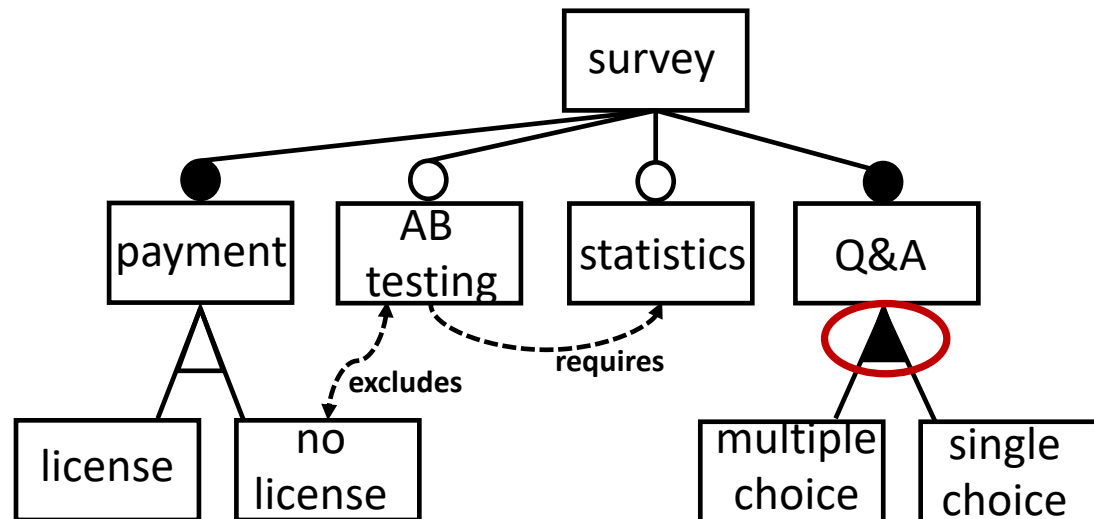 survey
payment
AB
testing
statistics
Q&A
excludes
requires
license
no
license
multiple
choice
single
choice